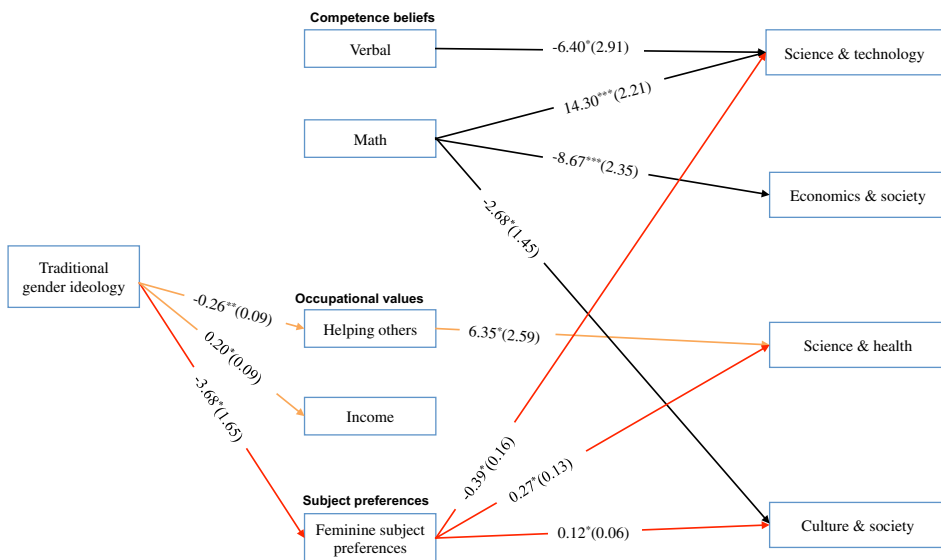 Competence beliefs
Verbal
-6.40*(2.91)
Science & technology
14.30***(2.21)
Math
-8.67***(2.35)
Economics & society
-2.68*(1.45)
Traditional
gender ideology
-0.26**(0.09)
Occupational values
Helping others
6.35*(2.59)
Science & health
0.20*(0.09)
Income
-3.68*(1.65)
Subject preferences
Feminine subject
preferences
-0.39*(0.16)
0.27*(0.13)
0.12*(0.06)
Culture & society